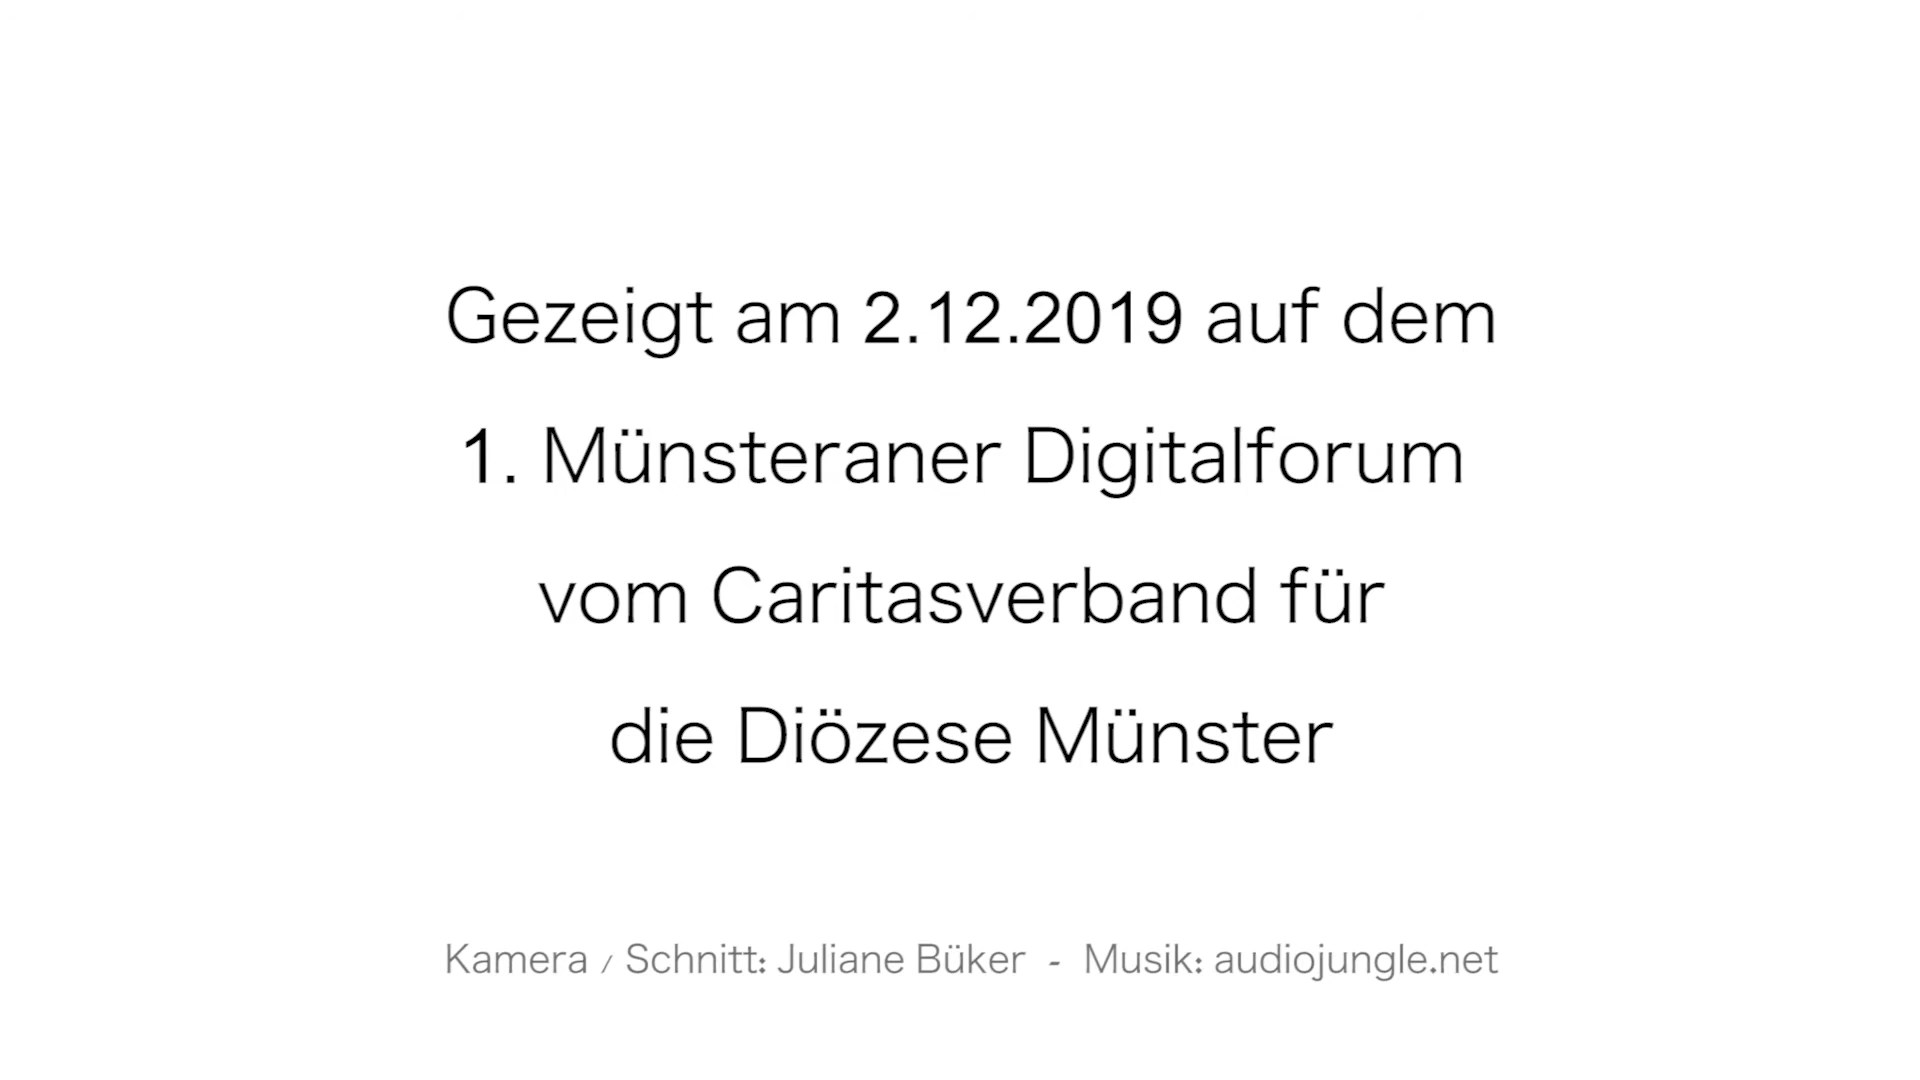 Gezeigt am 2.12.2019 auf dem
1. Münsteraner Digitalforum
vom Caritasverband für
die Diözese Münster
Kamera / Schnitt: Juliane Büker - Musik: audiojungle.net